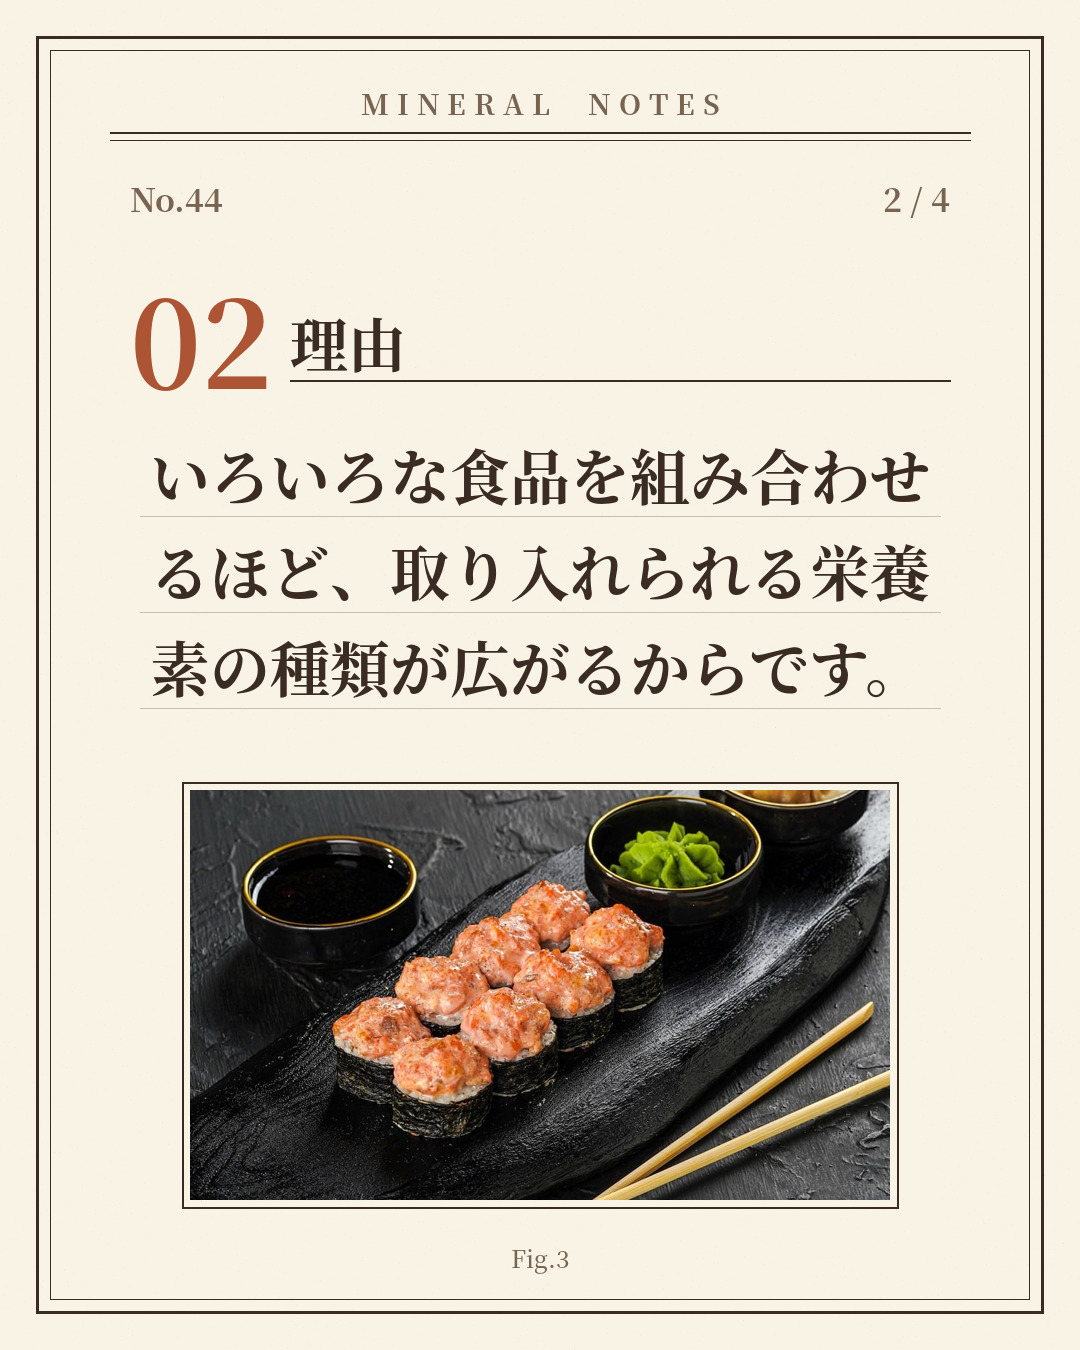 MINERAL NOTES
No.44
2 / 4
02 理由
いろいろな食品を組み合わせ
るほど、取り入れられる栄養
素の種類が広がるからです。
Fig.3